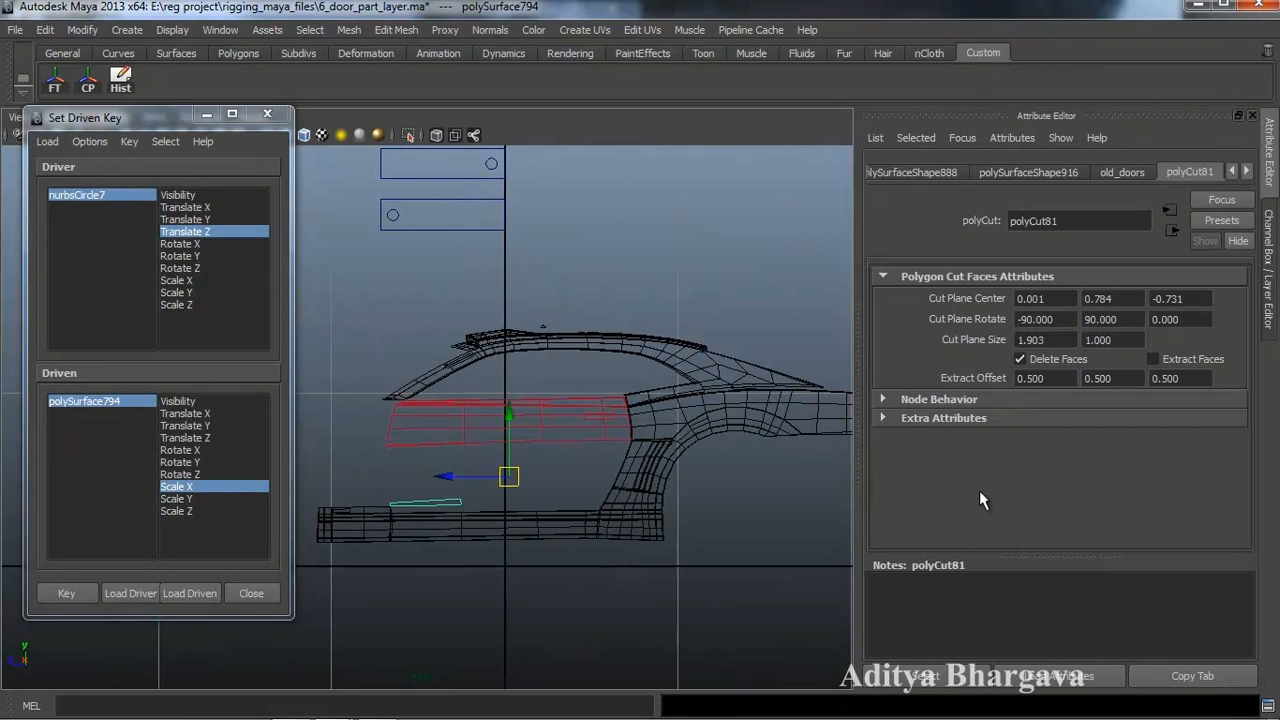 Autodesk Maya 2013 x64: E:\reg project\rigging_maya_files\6_door_part_layer.ma* --- polySurface794
File Edit Modify Create Display Window Assets Select Mesh Edit Mesh Proxy Normals Color Create UVs Edit UVs Muscle Pipeline Cache Help
General Curves Surfaces Polygons Subdivs Deformation Animation Dynamics Rendering PaintEffects Toon Muscle Fluids Fur Hair nCloth Custom
FT CP Hist
Set Driven Key
Load Options Key Select Help
Driver
nurbsCircle7
Visibility
Translate X
Translate Y
Translate Z
Rotate X
Rotate Y
Rotate Z
Scale X
Scale Y
Scale Z
Driven
polySurface794
Visibility
Translate X
Translate Y
Translate Z
Rotate X
Rotate Y
Rotate Z
Scale X
Scale Y
Scale Z
Key Load Driver Load Driven Close
y
Attribute Editor
List Selected Focus Attributes Show Help
lySurfaceShape888 polySurfaceShape916 old_doors polyCut81
Focus
polyCut: polyCut81 Presets
Show Hide
Polygon Cut Faces Attributes
Cut Plane Center 0.001 0.784 -0.731
Cut Plane Rotate -90.000 90.000 0.000
Cut Plane Size 1.903 1.000
Delete Faces Extract Faces
Extract Offset 0.500 0.500 0.500
Node Behavior
Extra Attributes
Notes: polyCut81
Aditya Bhargava
Copy Tab
Attribute Editor
Channel Box / Layer Editor
MEL